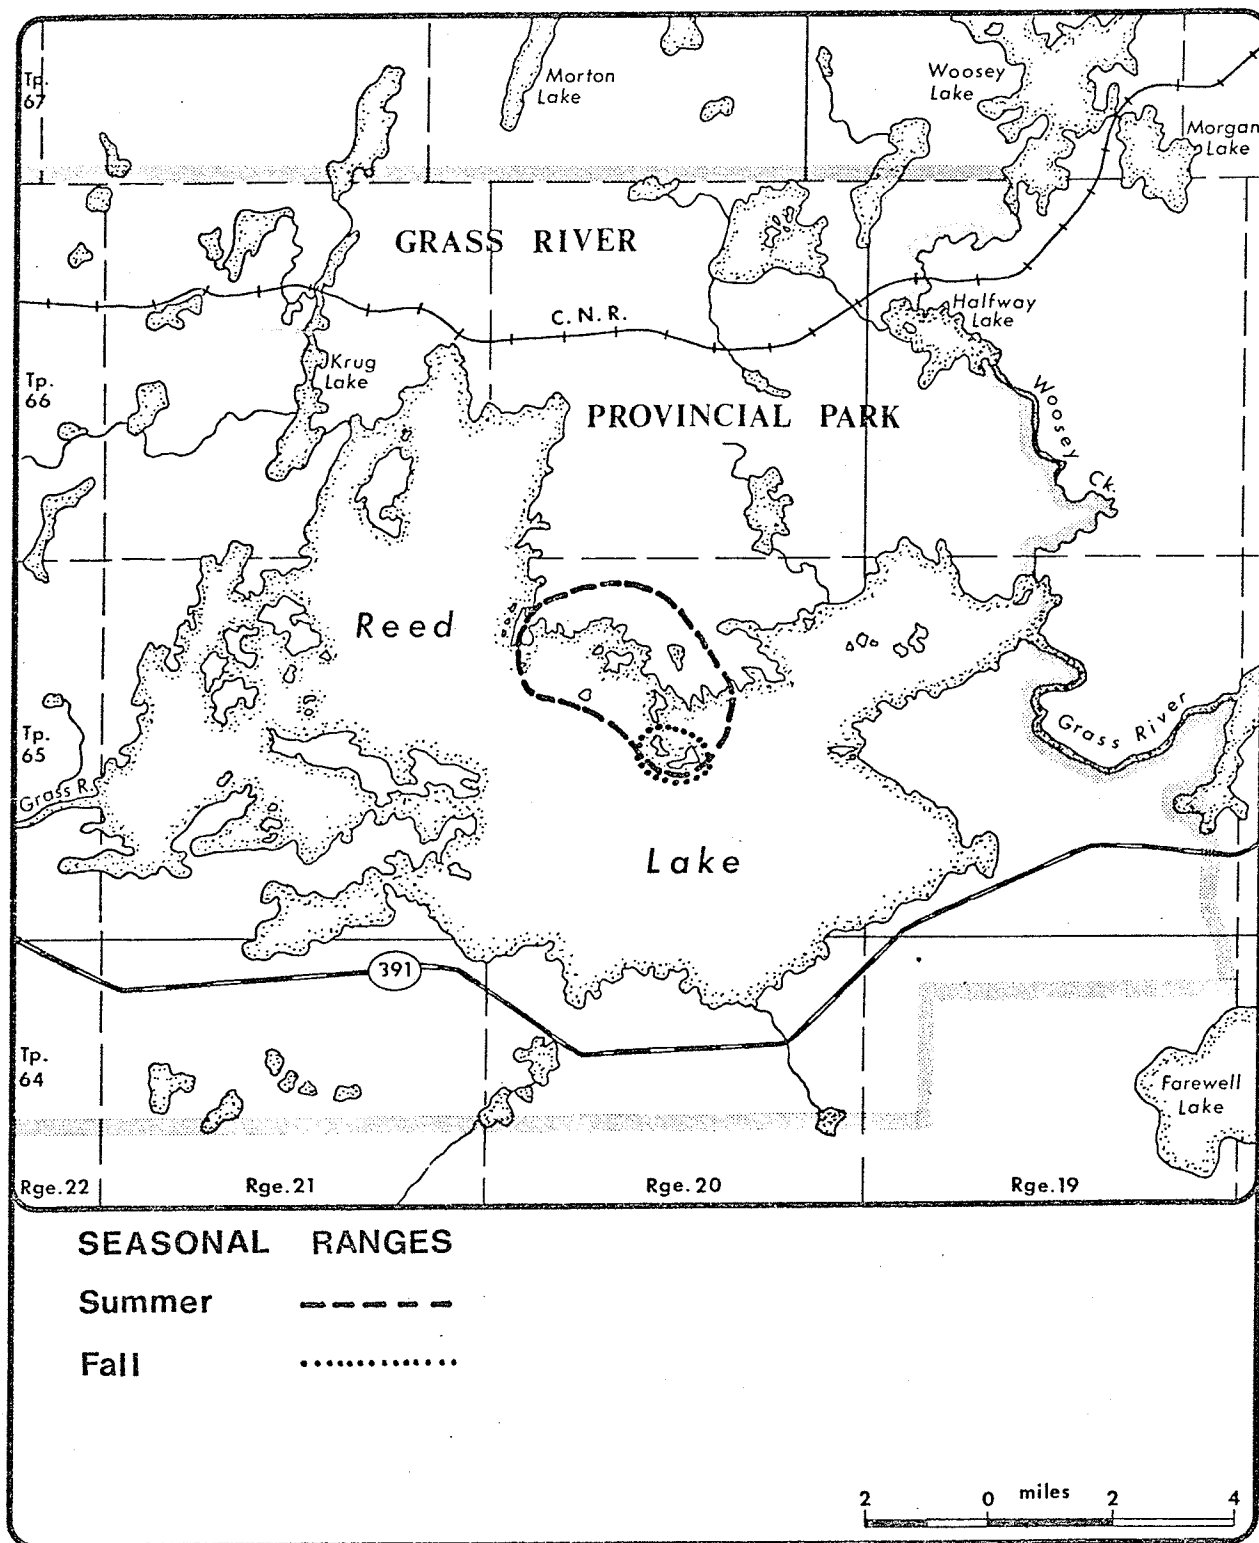 Tp.
67
Morton
Lake
Woosey
Lake
Morgan
Lake
GRASS RIVER
C.N.R.
Halfway
Lake
Krug
Lake
Tp.
66
PROVINCIAL PARK
Woosey Ck.
Reed
Grass River
Tp.
65
Grass R.
Lake
391
Tp.
64
Farewell
Lake
Rge.22
Rge.21
Rge.20
Rge.19
SEASONAL RANGES
Summer
Fall
miles
2 0 2 4